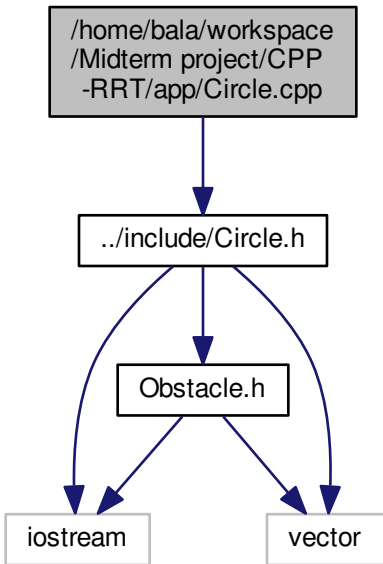 /home/bala/workspace
/Midterm project/CPP
-RRT/app/Circle.cpp
../include/Circle.h
Obstacle.h
iostream
vector